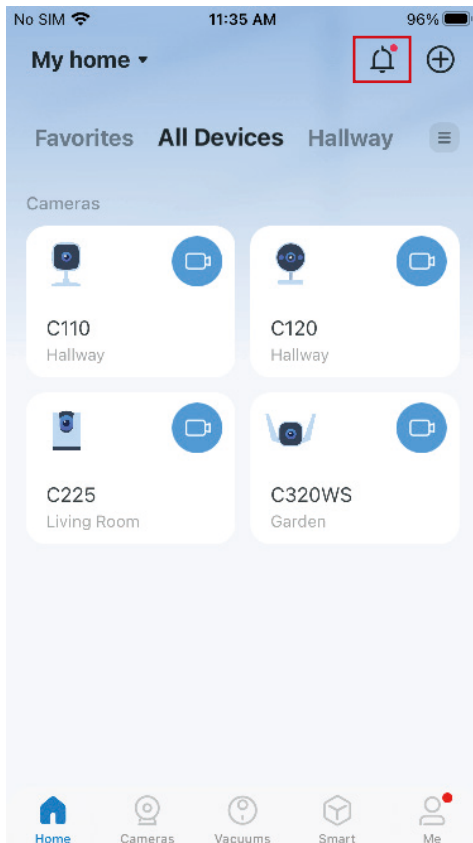 No SIM 11:35 AM 96%
My home
Favorites All Devices Hallway
Cameras
C110
Hallway
C120
Hallway
C225
Living Room
C320WS
Garden
Home Cameras Vacuums Smart Me